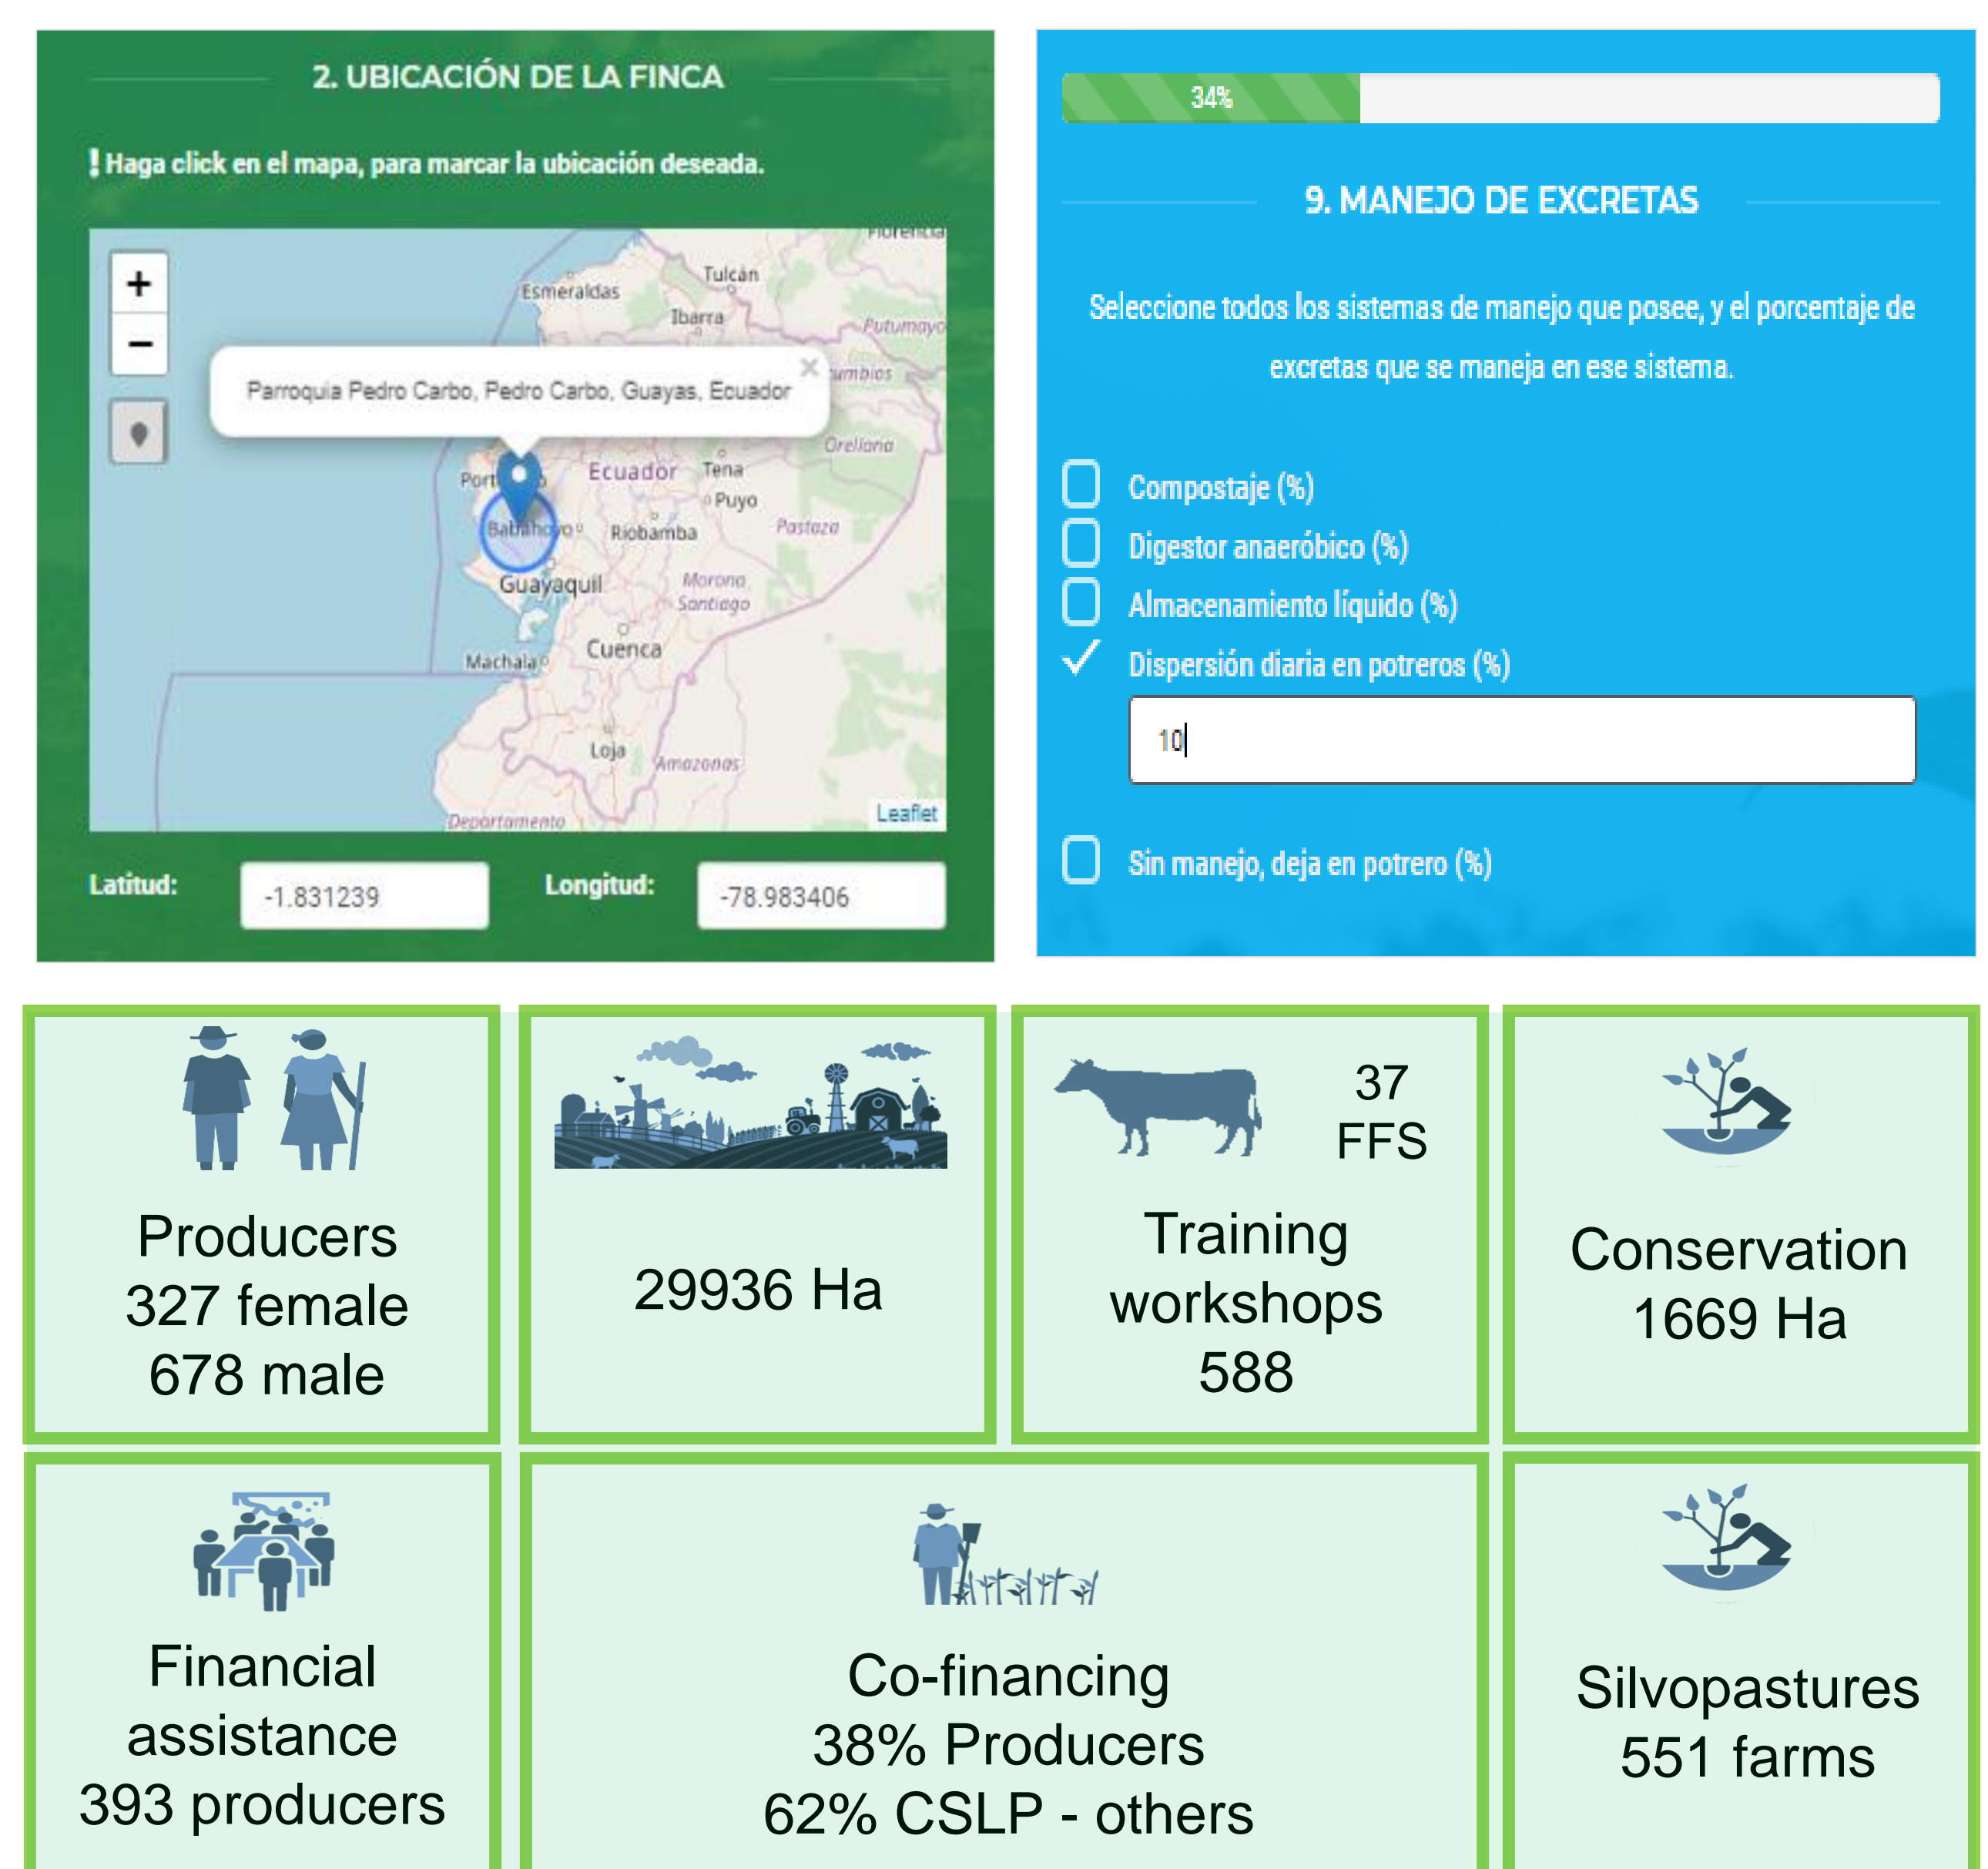 2. UBICACIÓN DE LA FINCA
! Haga click en el mapa, para marcar la ubicación deseada.
+
−
Florencia
Tulcán
Esmeraldas
Ibarra
Putumayo
umbios
×
Parroquia Pedro Carbo, Pedro Carbo, Guayas, Ecuador
Orellana
Port
Ecuador
Tena
Puyo
Babahoyo
Riobamba
Pastaza
Guayaquil
Morona
Santiago
Cuenca
Machala
Loja
Amazonas
Departamento
Leaflet
Latitud:
-1.831239
Longitud:
-78.983406
34%
9. MANEJO DE EXCRETAS
Seleccione todos los sistemas de manejo que posee, y el porcentaje de
excretas que se maneja en ese sistema.
Compostaje (%)
Digestor anaeróbico (%)
Almacenamiento líquido (%)
Dispersión diaria en potreros (%)
10
Sin manejo, deja en potrero (%)
Producers
327 female
678 male
29936 Ha
37
FFS
Training
workshops
588
Conservation
1669 Ha
Financial
assistance
393 producers
Co-financing
38% Producers
62% CSLP - others
Silvopastures
551 farms